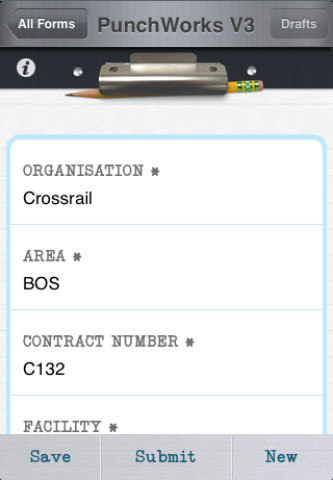 All Forms PunchWorks V3 Drafts
ORGANISATION *
Crossrail
AREA *
BOS
CONTRACT NUMBER *
C132
FACILITY *
Save Submit New